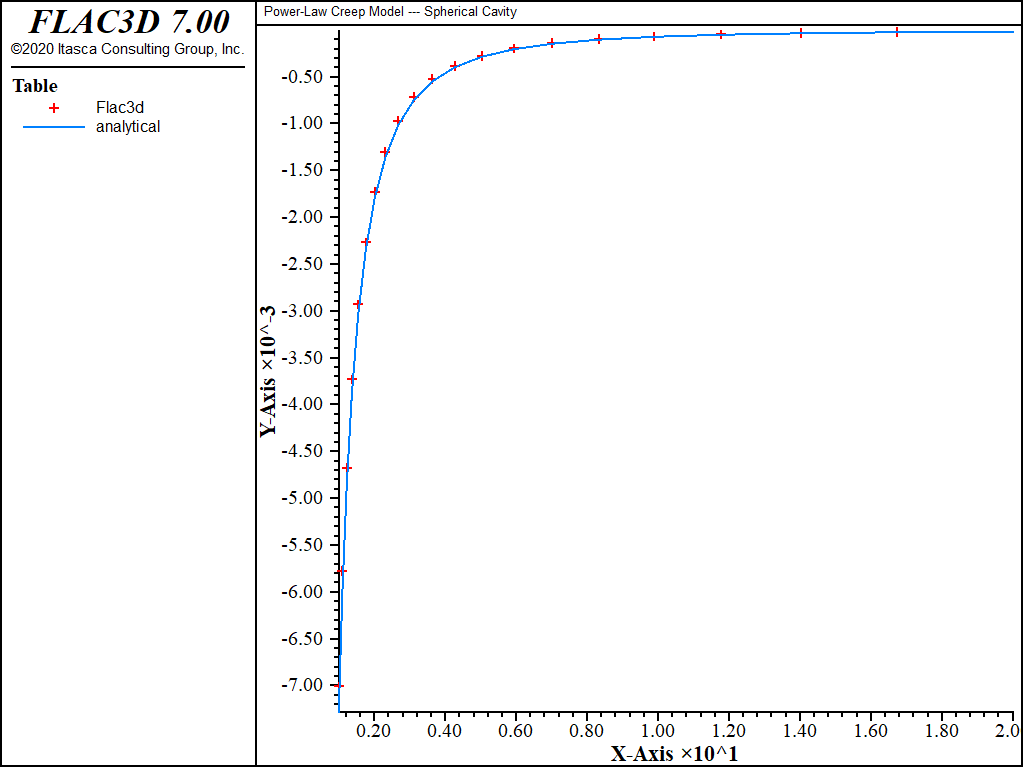 FLAC3D 7.00
©2020 Itasca Consulting Group, Inc.
Table
Flac3d
analytical
Power-Law Creep Model --- Spherical Cavity
Y-Axis ×10^-3
-0.50
-1.00
-1.50
-2.00
-2.50
-3.00
-3.50
-4.00
-4.50
-5.00
-5.50
-6.00
-6.50
-7.00
0.20 0.40 0.60 0.80 1.00 1.20 1.40 1.60 1.80 2.0
X-Axis ×10^1